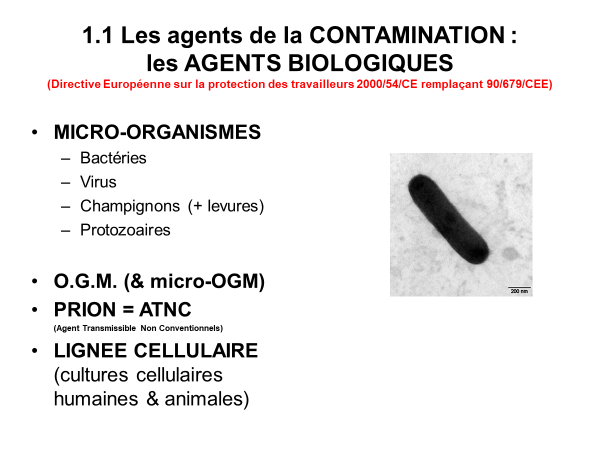 1.1 Les agents de la CONTAMINATION :
les AGENTS BIOLOGIQUES
(Directive Européenne sur la protection des travailleurs 2000/54/CE remplaçant 90/679/CEE)
• MICRO-ORGANISMES
– Bactéries
– Virus
– Champignons (+ levures)
– Protozoaires
• O.G.M. (& micro-OGM)
• PRION = ATNC
(Agent Transmissible Non Conventionnels)
• LIGNEE CELLULAIRE
(cultures cellulaires
humaines & animales)
200 nm